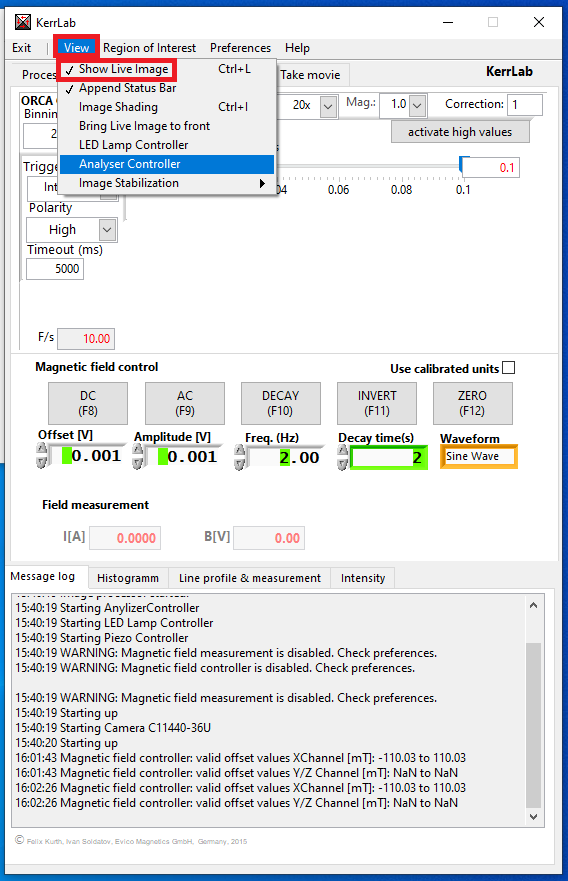 KerrLab
Exit View Region of Interest Preferences Help
Proces Take movie KerrLab
Show Live Image Ctrl+L
Append Status Bar
Image Shading Ctrl+I
Bring Live Image to front
LED Lamp Controller
Analyser Controller
Image Stabilization
ORCA
Binnin
2
20x Mag.: 1.0 Correction: 1
activate high values
0.1
.04 0.06 0.08 0.1
Trigge
Int
Polarity
High
Timeout (ms)
5000
F/s 10.00
Magnetic field control Use calibrated units
DC (F8) AC (F9) DECAY (F10) INVERT (F11) ZERO (F12)
Offset [V] Amplitude [V] Freq. (Hz) Decay time(s) Waveform
0.001 0.001 2.00 2 Sine Wave
Field measurement
I[A] 0.0000 B[V] 0.00
Message log Histogramm Line profile & measurement Intensity
15:40:19 Image processor started.
15:40:19 Starting AnylizerController
15:40:19 Starting LED Lamp Controller
15:40:19 Starting Piezo Controller
15:40:19 WARNING: Magnetic field measurement is disabled. Check preferences.
15:40:19 WARNING: Magnetic field controller is disabled. Check preferences.
15:40:19 WARNING: Magnetic field measurement is disabled. Check preferences.
15:40:19 Starting up
15:40:19 Starting Camera C11440-36U
15:40:20 Starting up
16:01:43 Magnetic field controller: valid offset values XChannel [mT]: -110.03 to 110.03
16:01:43 Magnetic field controller: valid offset values Y/Z Channel [mT]: NaN to NaN
16:02:26 Magnetic field controller: valid offset values XChannel [mT]: -110.03 to 110.03
16:02:26 Magnetic field controller: valid offset values Y/Z Channel [mT]: NaN to NaN
© Felix Kurth, Ivan Soldatov, Evico Magnetics GmbH, Germany, 2015